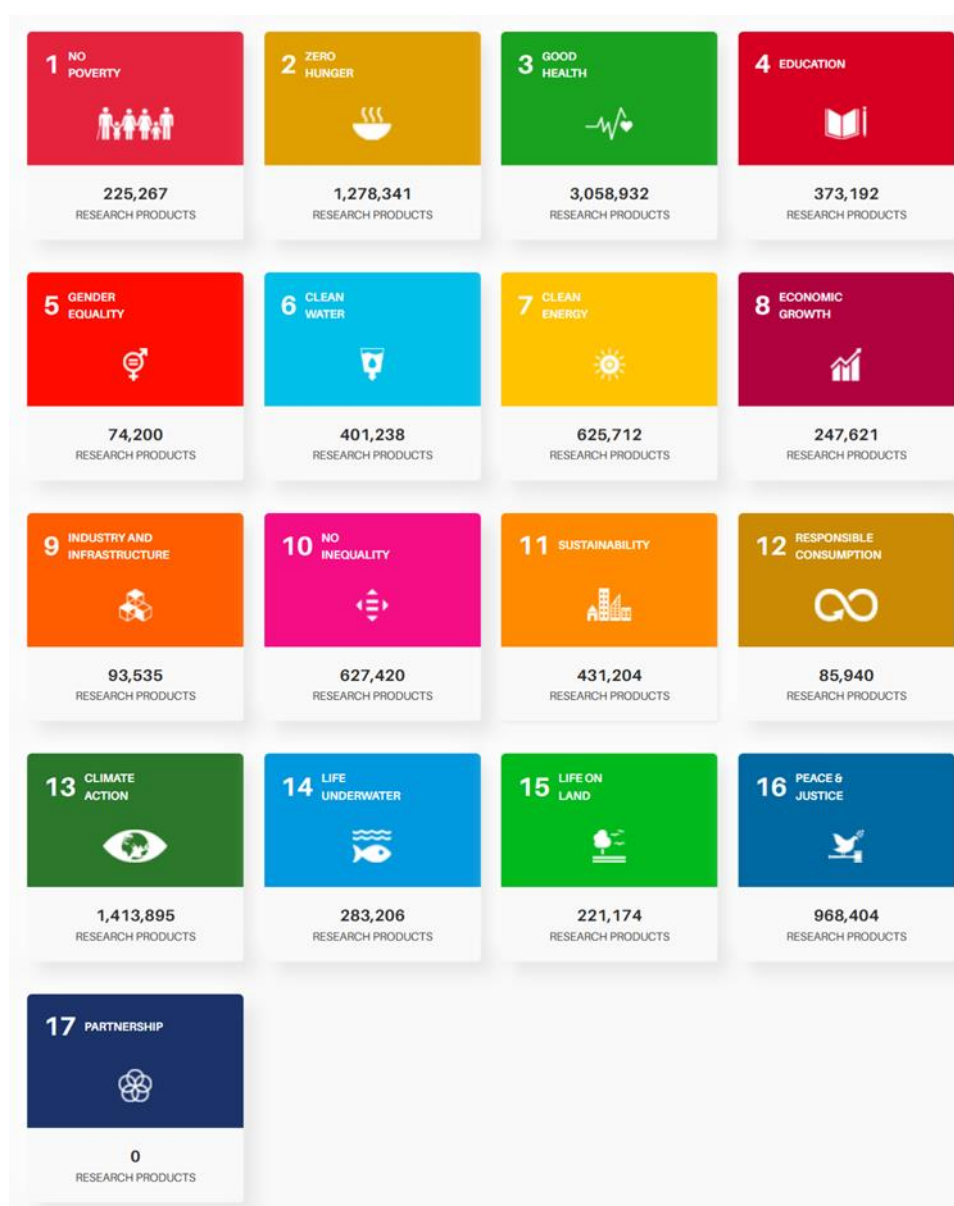 1 NO
POVERTY
225,267
RESEARCH PRODUCTS
2 ZERO
HUNGER
1,278,341
RESEARCH PRODUCTS
3 GOOD
HEALTH
3,058,932
RESEARCH PRODUCTS
4 EDUCATION
373,192
RESEARCH PRODUCTS
5 GENDER
EQUALITY
74,200
RESEARCH PRODUCTS
6 CLEAN
WATER
401,238
RESEARCH PRODUCTS
7 CLEAN
ENERGY
625,712
RESEARCH PRODUCTS
8 ECONOMIC
GROWTH
247,621
RESEARCH PRODUCTS
9 INDUSTRY AND
INFRASTRUCTURE
93,535
RESEARCH PRODUCTS
10 NO
INEQUALITY
627,420
RESEARCH PRODUCTS
11 SUSTAINABILITY
431,204
RESEARCH PRODUCTS
12 RESPONSIBLE
CONSUMPTION
85,940
RESEARCH PRODUCTS
13 CLIMATE
ACTION
1,413,895
RESEARCH PRODUCTS
14 LIFE
UNDERWATER
283,206
RESEARCH PRODUCTS
15 LIFE ON
LAND
221,174
RESEARCH PRODUCTS
16 PEACE &
JUSTICE
968,404
RESEARCH PRODUCTS
17 PARTNERSHIP
0
RESEARCH PRODUCTS